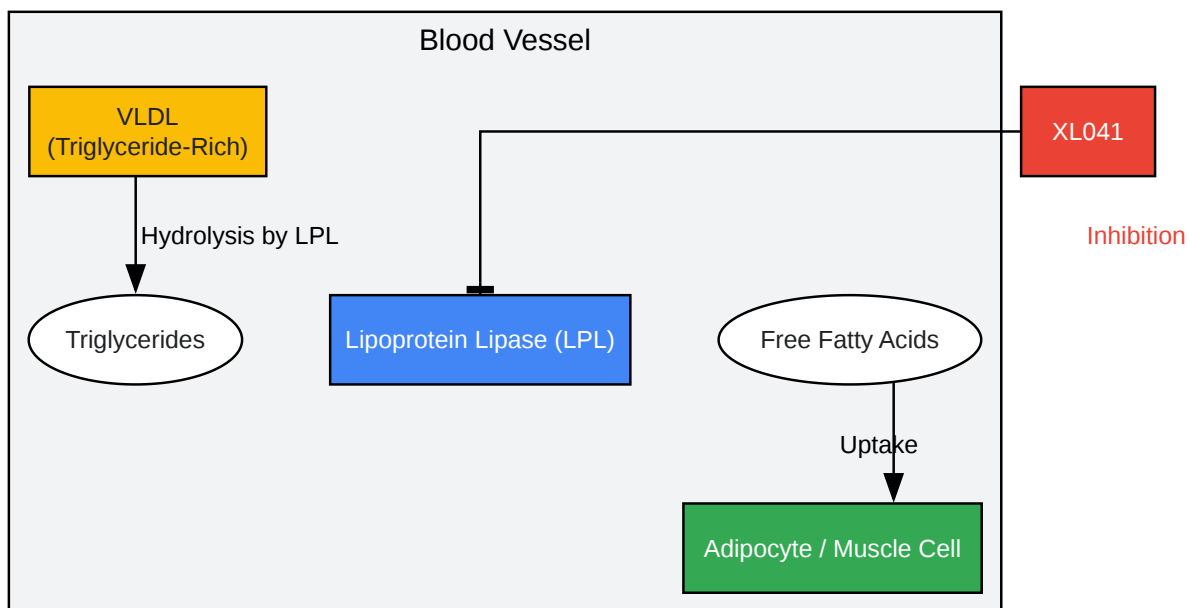 Blood Vessel
VLDL
(Triglyceride-Rich)
XL041
Hydrolysis by LPL
Inhibition
Triglycerides
Lipoprotein Lipase (LPL)
Free Fatty Acids
Uptake
Adipocyte / Muscle Cell